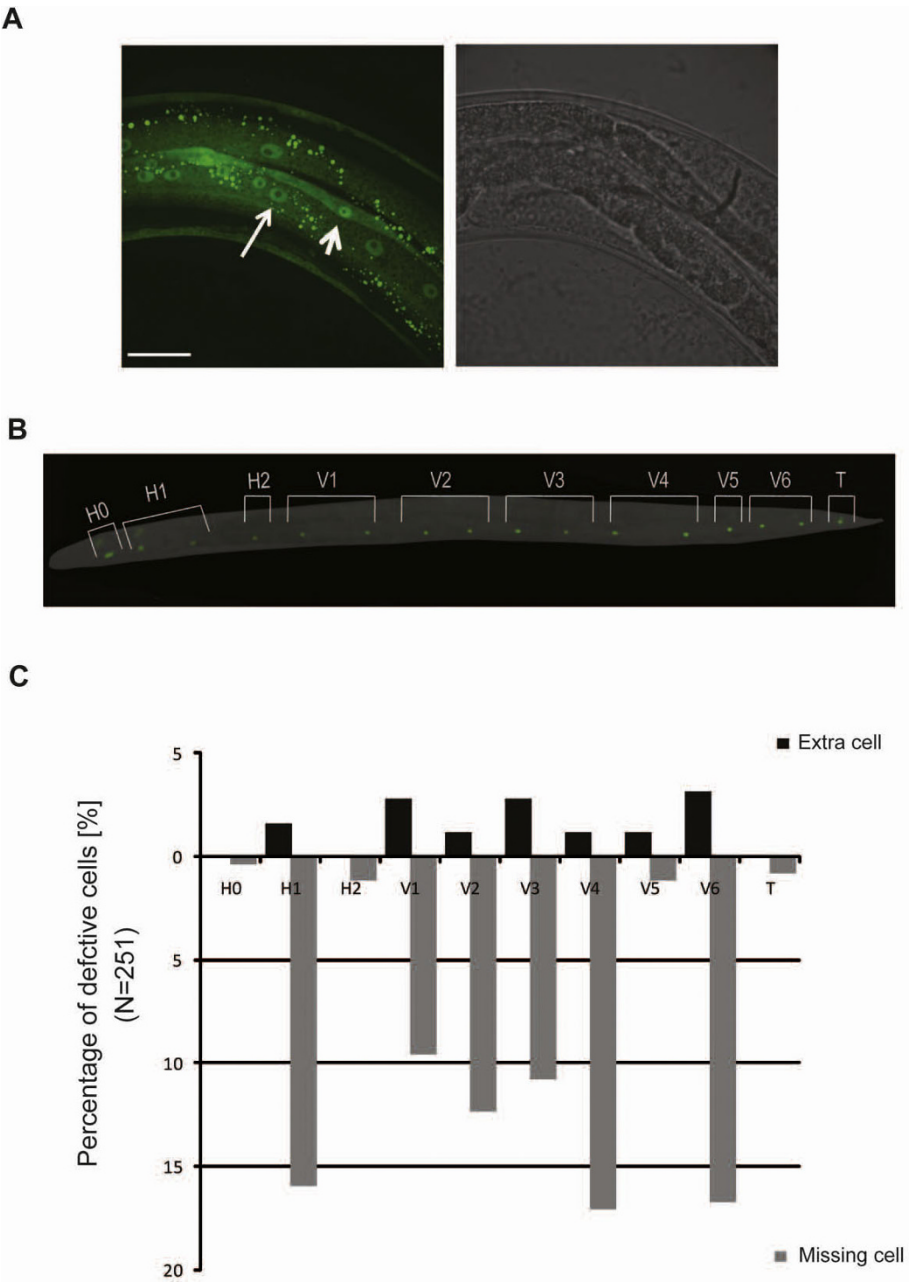 A
B
H0 H1 H2 V1 V2 V3 V4 V5 V6 T
C
Extra cell
5
0
H0 H1 H2 V1 V2 V3 V4 V5 V6 T
5
10
15
20
Percentage of defctive cells [%]
(N=251)
Missing cell